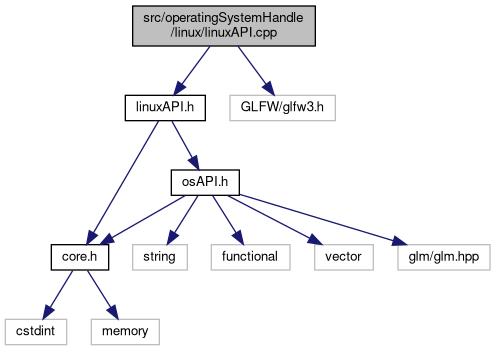 src/operatingSystemHandle
/linux/linuxAPI.cpp
linuxAPI.h
GLFW/glfw3.h
osAPI.h
core.h
string
functional
vector
glm/glm.hpp
cstdint
memory